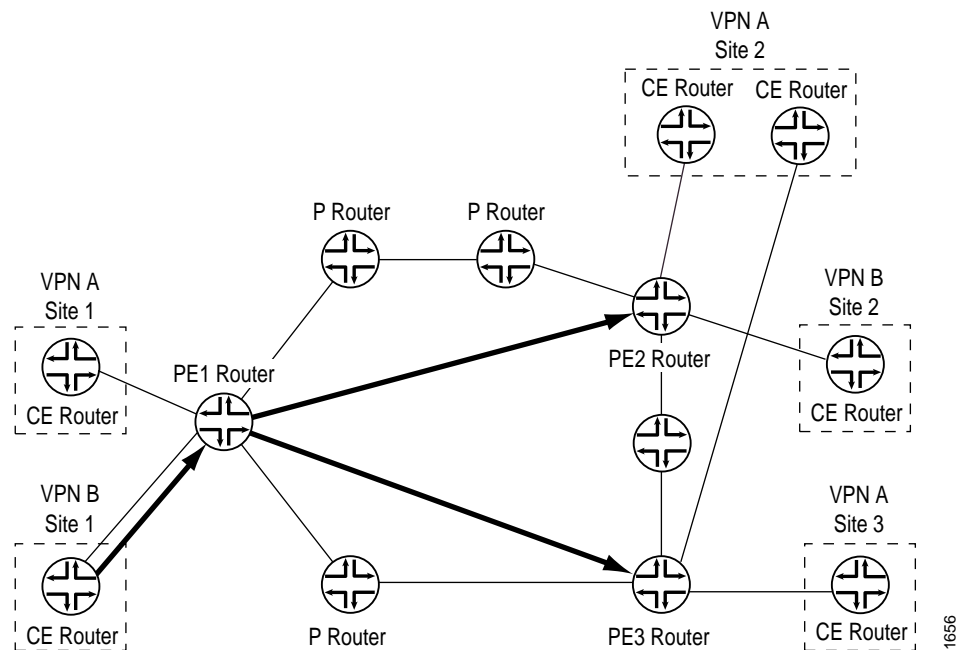 VPN A
Site 2
CE Router
CE Router
P Router
P Router
VPN A
Site 1
VPN B
Site 2
PE1 Router
PE2 Router
CE Router
CE Router
VPN B
Site 1
VPN A
Site 3
CE Router
P Router
PE3 Router
CE Router
1656